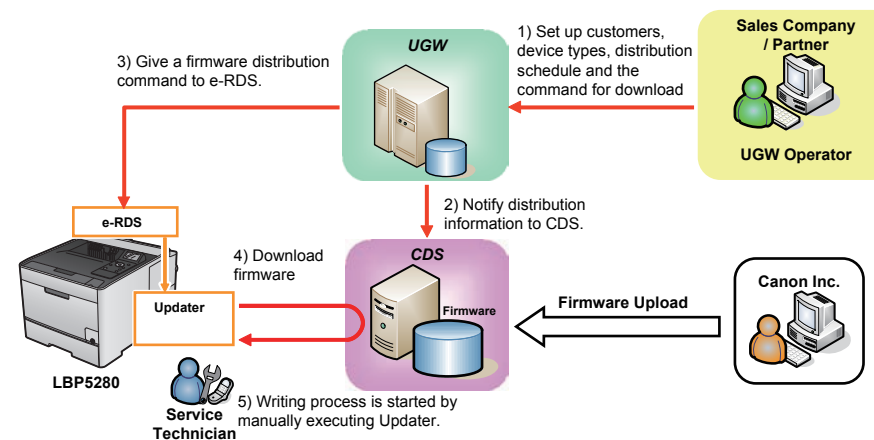 UGW
1) Set up customers,
device types, distribution
schedule and the
command for download
Sales Company
/ Partner
UGW Operator
3) Give a firmware distribution
command to e-RDS.
2) Notify distribution
information to CDS.
e-RDS
4) Download
firmware
Updater
CDS
Firmware
Firmware Upload
Canon Inc.
LBP5280
Service
Technician
5) Writing process is started by
manually executing Updater.